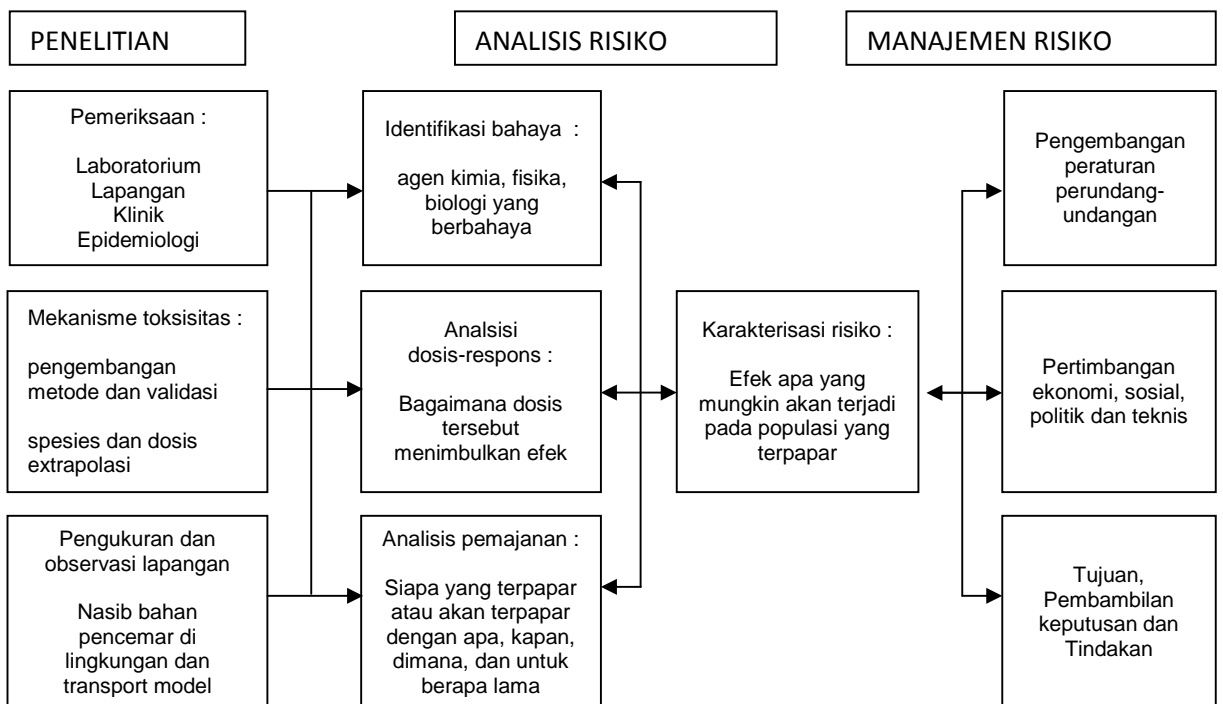 PENELITIAN
ANALISIS RISIKO
MANAJEMEN RISIKO
Pemeriksaan :
Laboratorium
Lapangan
Klinik
Epidemiologi
Identifikasi bahaya :
agen kimia, fisika,
biologi yang
berbahaya
Pengembangan
peraturan
perundang-
undangan
Mekanisme toksisitas :
pengembangan
metode dan validasi
spesies dan dosis
extrapolasi
Analsisi
dosis-respons :
Bagaimana dosis
tersebut
menimbulkan efek
Karakterisasi risiko :
Efek apa yang
mungkin akan terjadi
pada populasi yang
terpapar
Pertimbangan
ekonomi, sosial,
politik dan teknis
Pengukuran dan
observasi lapangan
Nasib bahan
pencemar di
lingkungan dan
transport model
Analisis pemajanan :
Siapa yang terpapar
atau akan terpapar
dengan apa, kapan,
dimana, dan untuk
berapa lama
Tujuan,
Pembambilan
keputusan dan
Tindakan